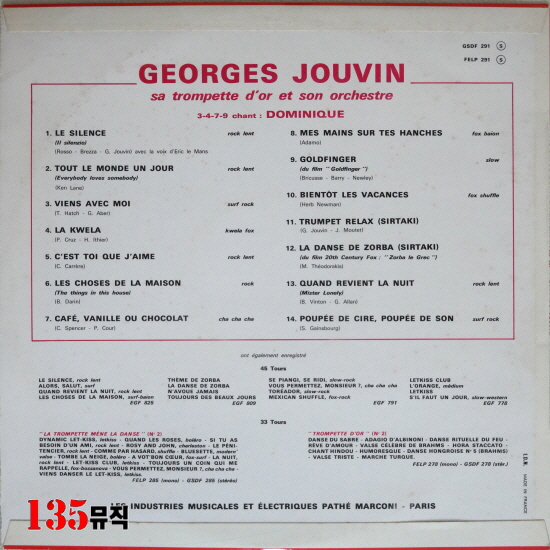 GSDF 291 S
FELP 291 S
GEORGES JOUVIN
sa trompette d'or et son orchestre
3-4-7-9 chant : DOMINIQUE
1. LE SILENCE rock lent
(Il silenzio)
(Rosso - Brezza - G. Jouvin) avec la voix d'Eric le Mans
2. TOUT LE MONDE UN JOUR rock lent
(Everybody loves somebody)
(Ken Lane)
3. VIENS AVEC MOI surf rock
(T. Hatch - G. Aber)
4. LA KWELA kwela fox
(P. Cruz - H. Ithier)
5. C'EST TOI QUE J'AIME rock lent
(C. Carrère)
6. LES CHOSES DE LA MAISON rock lent
(The things in this house)
(B. Darin)
7. CAFÉ, VANILLE OU CHOCOLAT cha cha cha
(C. Spencer - P. Cour)
8. MES MAINS SUR TES HANCHES fox baion
(Adamo)
9. GOLDFINGER slow
(du film "Goldfinger")
(Bricusse - Barry - Newley)
10. BIENTÔT LES VACANCES fox shuffle
(Herb Newman)
11. TRUMPET RELAX (SIRTAKI)
(G. Jouvin - J. Moutet)
12. LA DANSE DE ZORBA (SIRTAKI)
(du film 20th Century Fox : "Zorba le Grec")
(M. Théodorakis)
13. QUAND REVIENT LA NUIT rock lent
(Mister Lonely)
(B. Vinton - G. Allan)
14. POUPÉE DE CIRE, POUPÉE DE SON surf rock
(S. Gainsbourg)
ont également enregistré
45 Tours
LE SILENCE, rock lent
ALORS, SALUT, surf
QUAND REVIENT LA NUIT, rock lent
LES CHOSES DE LA MAISON, surf-baion
EGF 825
THÈME DE ZORBA
LA DANSE DE ZORBA
N'AVOUE JAMAIS
TOUJOURS DES BEAUX JOURS
EGF 809
SE PIANGI, SE RIDI, slow-rock
VOUS PERMETTEZ, MONSIEUR ?, cha cha cha
TORÉADOR, slow-rock
MEXICAN SHUFFLE, fox-rock
EGF 791
LETKISS CLUB
L'ORANGE, médium
LETKISS
S'IL FAUT UN JOUR, slow-western
EGF 778
33 Tours
"LA TROMPETTE MÈNE LA DANSE" (N° 2)
DYNAMIC LET-KISS, letkiss - QUAND LES ROSES, boléro - SI TU AS
BESOIN D'UN AMI, rock lent - ROSY AND JOHN, charleston - LE PENI-
TENCIER, rock lent - COMME PAR HASARD, shuffle - BLUESETTE, modern'
valse - TOMBE LA NEIGE, boléro - A VOT' BON CŒUR, fox-surf - LA NUIT,
rock lent - LET-KISS CLUB, letkiss - TOUJOURS UN COIN QUI ME
RAPPELLE, fox-bossanova - VOUS PERMETTEZ, MONSIEUR ?, cha cha cha -
VIENS DANSER LE LET-KISS, letkiss.
FELP 285 (mono) - GSDF 285 (stéréo)
"TROMPETTE D'OR" (N° 2)
DANSE DU SABRE - ADAGIO D'ALBINONI - DANSE RITUELLE DU FEU -
RÊVE D'AMOUR - VALSE CÉLÈBRE DE BRAHMS - HORA STACCATO -
CHANT HINDOU - HUMORESQUE - DANSE HONGROISE N° 5 (BRAHMS)
- VALSE TRISTE - MARCHE TURQUE.
FELP 278 (mono) - GSDF 278 (stér.)
MADE IN FRANCE
135뮤직
LES INDUSTRIES MUSICALES ET ÉLECTRIQUES PATHÉ MARCONI - PARIS